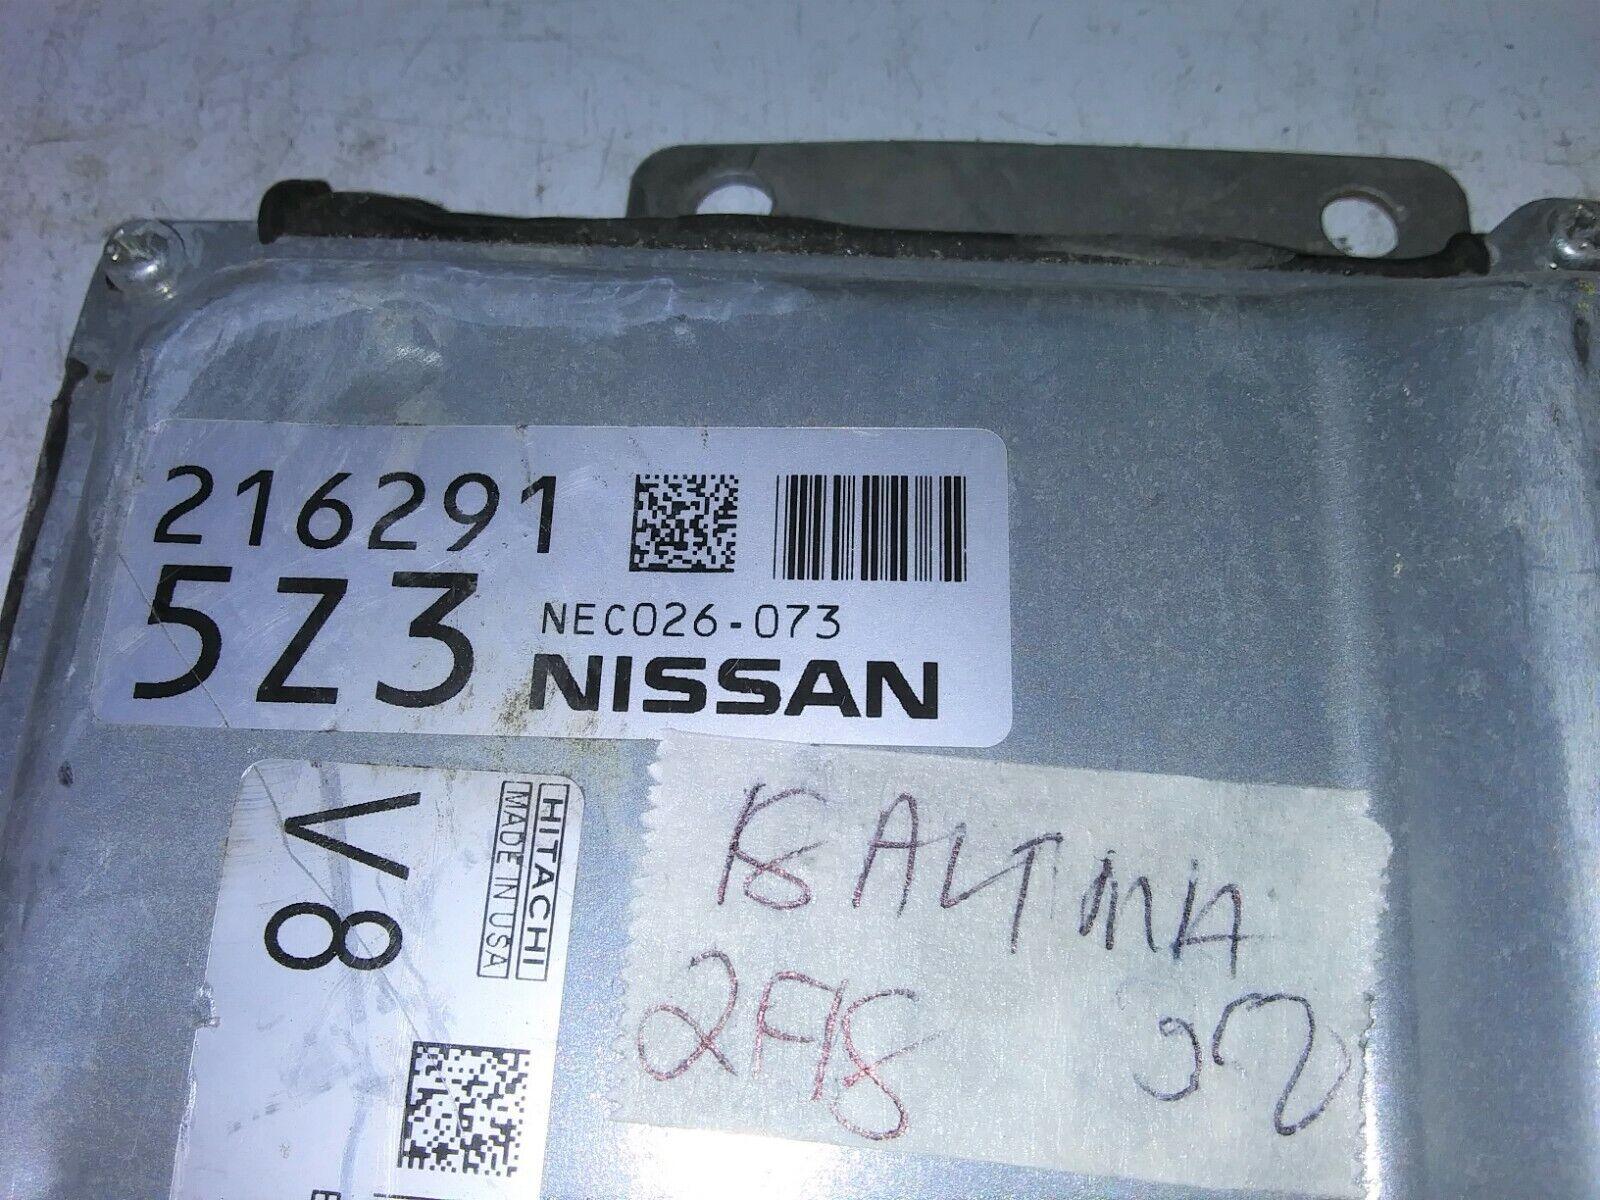 216291
5Z3
NEC026-073
NISSAN
V8
HITACHI
MADE IN USA
18 ALTIMA
2F18